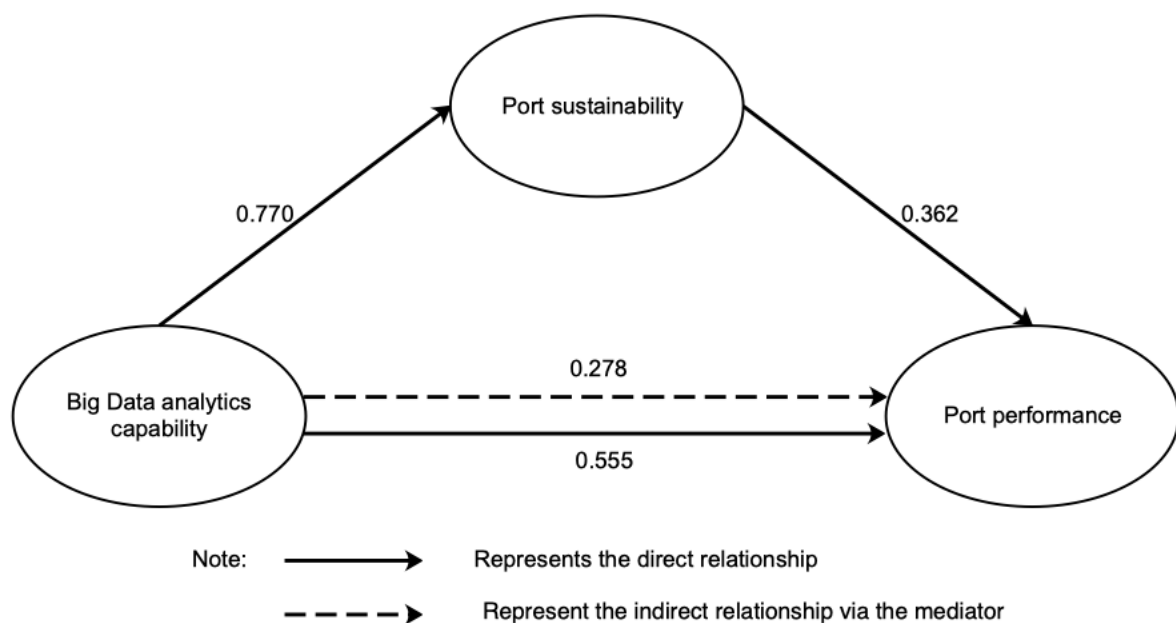 Port sustainability
0.770
0.362
Big Data analytics
capability
0.278
0.555
Port performance
Note:
Represents the direct relationship
Represent the indirect relationship via the mediator